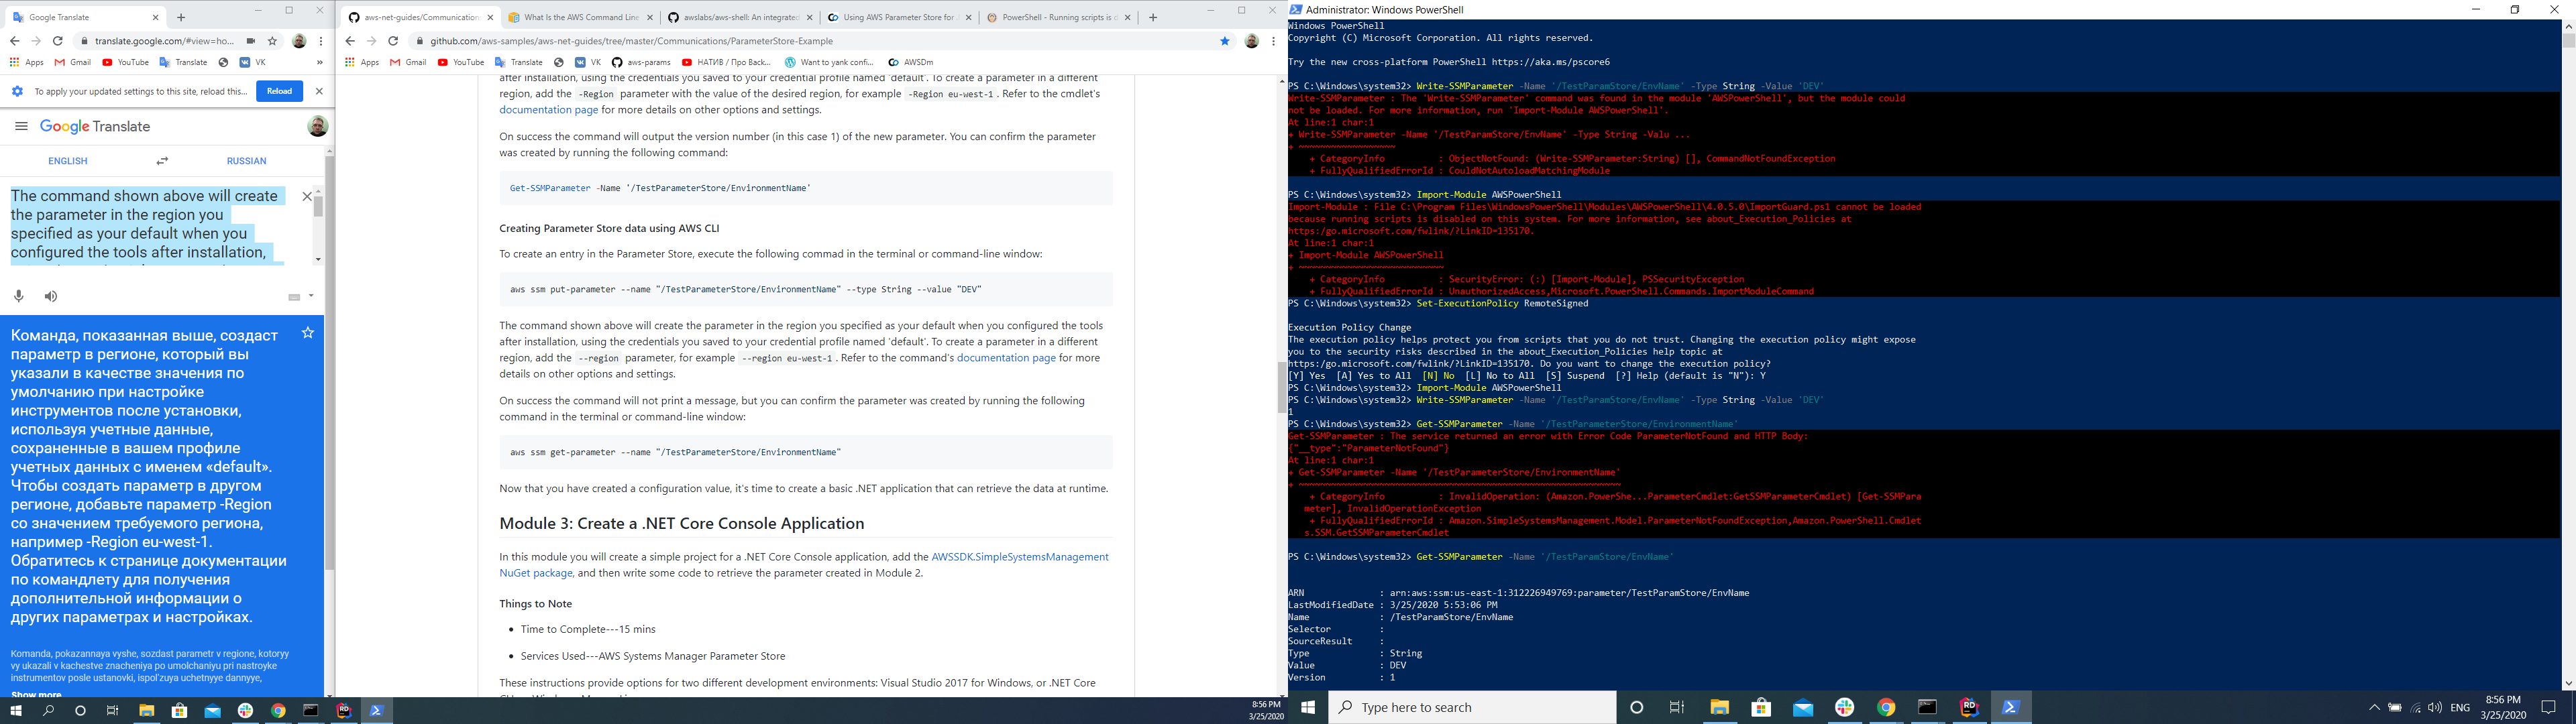 Google Translate
translate.google.com/#view=ho...
Apps
Gmail
YouTube
Translate
VK
»
To apply your updated settings to this site, reload this...
Reload
Google Translate
ENGLISH
RUSSIAN
The command shown above will create
the parameter in the region you
specified as your default when you
configured the tools after installation,
Команда, показанная выше, создаст
параметр в регионе, который вы
указали в качестве значения по
умолчанию при настройке
инструментов после установки,
используя учетные данные,
сохраненные в вашем профиле
учетных данных с именем «default».
Чтобы создать параметр в другом
регионе, добавьте параметр -Region
со значением требуемого региона,
например -Region eu-west-1.
Обратитесь к странице документации
по командлету для получения
дополнительной информации о
других параметрах и настройках.
Komanda, pokazannaya vyshe, sozdast parametr v regione, kotoryy
vy ukazali v kachestve znacheniya po umolchaniyu pri nastroyke
instrumentov posle ustanovki, ispol'zuya uchetnyye dannyye,
Show more
aws-net-guides/Communication
What Is the AWS Command Line
awslabs/aws-shell: An integrated
Using AWS Parameter Store for
PowerShell - Running scripts is d
github.com/aws-samples/aws-net-guides/tree/master/Communications/ParameterStore-Example
Apps
Gmail
YouTube
Translate
VK
aws-params
НАТИВ / Про Back...
Want to yank confi...
AWSDm
after installation, using the credentials you saved to your credential profile named 'default'. To create a parameter in a different
region, add the -Region parameter with the value of the desired region, for example -Region eu-west-1 . Refer to the cmdlet's
documentation page for more details on other options and settings.
On success the command will output the version number (in this case 1) of the new parameter. You can confirm the parameter
was created by running the following command:
Get-SSMParameter -Name '/TestParameterStore/EnvironmentName'
Creating Parameter Store data using AWS CLI
To create an entry in the Parameter Store, execute the following commad in the terminal or command-line window:
aws ssm put-parameter --name "/TestParameterStore/EnvironmentName" --type String --value "DEV"
The command shown above will create the parameter in the region you specified as your default when you configured the tools
after installation, using the credentials you saved to your credential profile named 'default'. To create a parameter in a different
region, add the --region parameter, for example --region eu-west-1 . Refer to the command's documentation page for more
details on other options and settings.
On success the command will not print a message, but you can confirm the parameter was created by running the following
command in the terminal or command-line window:
aws ssm get-parameter --name "/TestParameterStore/EnvironmentName"
Now that you have created a configuration value, it's time to create a basic .NET application that can retrieve the data at runtime.
Module 3: Create a .NET Core Console Application
In this module you will create a simple project for a .NET Core Console application, add the AWSSDK.SimpleSystemsManagement
NuGet package, and then write some code to retrieve the parameter created in Module 2.
Things to Note
• Time to Complete---15 mins
• Services Used---AWS Systems Manager Parameter Store
These instructions provide options for two different development environments: Visual Studio 2017 for Windows, or .NET Core
8:56 PM
3/25/2020
Administrator: Windows PowerShell
Windows PowerShell
Copyright (C) Microsoft Corporation. All rights reserved.
Try the new cross-platform PowerShell https://aka.ms/pscore6
PS C:\Windows\system32> Write-SSMParameter -Name '/TestParamStore/EnvName' -Type String -Value 'DEV'
Write-SSMParameter : The 'Write-SSMParameter' command was found in the module 'AWSPowerShell', but the module could
not be loaded. For more information, run 'Import-Module AWSPowerShell'.
At line:1 char:1
+ Write-SSMParameter -Name '/TestParamStore/EnvName' -Type String -Valu ...
+ ~~~~~~~~~~~~~~~~~~
+ CategoryInfo : ObjectNotFound: (Write-SSMParameter:String) [], CommandNotFoundException
+ FullyQualifiedErrorId : CouldNotAutoloadMatchingModule
PS C:\Windows\system32> Import-Module AWSPowerShell
Import-Module : File C:\Program Files\WindowsPowerShell\Modules\AWSPowerShell\4.0.5.0\ImportGuard.ps1 cannot be loaded
because running scripts is disabled on this system. For more information, see about_Execution_Policies at
https:/go.microsoft.com/fwlink/?LinkID=135170.
At line:1 char:1
+ Import-Module AWSPowerShell
+ ~~~~~~~~~~~~~~~~~~~~~~~~~~~
+ CategoryInfo : SecurityError: (:) [Import-Module], PSSecurityException
+ FullyQualifiedErrorId : UnauthorizedAccess,Microsoft.PowerShell.Commands.ImportModuleCommand
PS C:\Windows\system32> Set-ExecutionPolicy RemoteSigned
Execution Policy Change
The execution policy helps protect you from scripts that you do not trust. Changing the execution policy might expose
you to the security risks described in the about_Execution_Policies help topic at
https:/go.microsoft.com/fwlink/?LinkID=135170. Do you want to change the execution policy?
[Y] Yes [A] Yes to All [N] No [L] No to All [S] Suspend [?] Help (default is "N"): Y
PS C:\Windows\system32> Import-Module AWSPowerShell
PS C:\Windows\system32> Write-SSMParameter -Name '/TestParamStore/EnvName' -Type String -Value 'DEV'
1
PS C:\Windows\system32> Get-SSMParameter -Name '/TestParameterStore/EnvironmentName'
Get-SSMParameter : The service returned an error with Error Code ParameterNotFound and HTTP Body:
{"__type":"ParameterNotFound"}
At line:1 char:1
+ Get-SSMParameter -Name '/TestParameterStore/EnvironmentName'
+ ~~~~~~~~~~~~~~~~~~~~~~~~~~~~~~~~~~~~~~~~~~~~~~~~~~~~~~~~~~~~
+ CategoryInfo : InvalidOperation: (Amazon.PowerShe...ParameterCmdlet:GetSSMParameterCmdlet) [Get-SSMPara
meter], InvalidOperationException
+ FullyQualifiedErrorId : Amazon.SimpleSystemsManagement.Model.ParameterNotFoundException,Amazon.PowerShell.Cmdlet
s.SSM.GetSSMParameterCmdlet
PS C:\Windows\system32> Get-SSMParameter -Name '/TestParamStore/EnvName'
ARN : arn:aws:ssm:us-east-1:312226949769:parameter/TestParamStore/EnvName
LastModifiedDate : 3/25/2020 5:53:06 PM
Name : /TestParamStore/EnvName
Selector :
SourceResult :
Type : String
Value : DEV
Version : 1
Type here to search
ENG
8:56 PM
3/25/2020